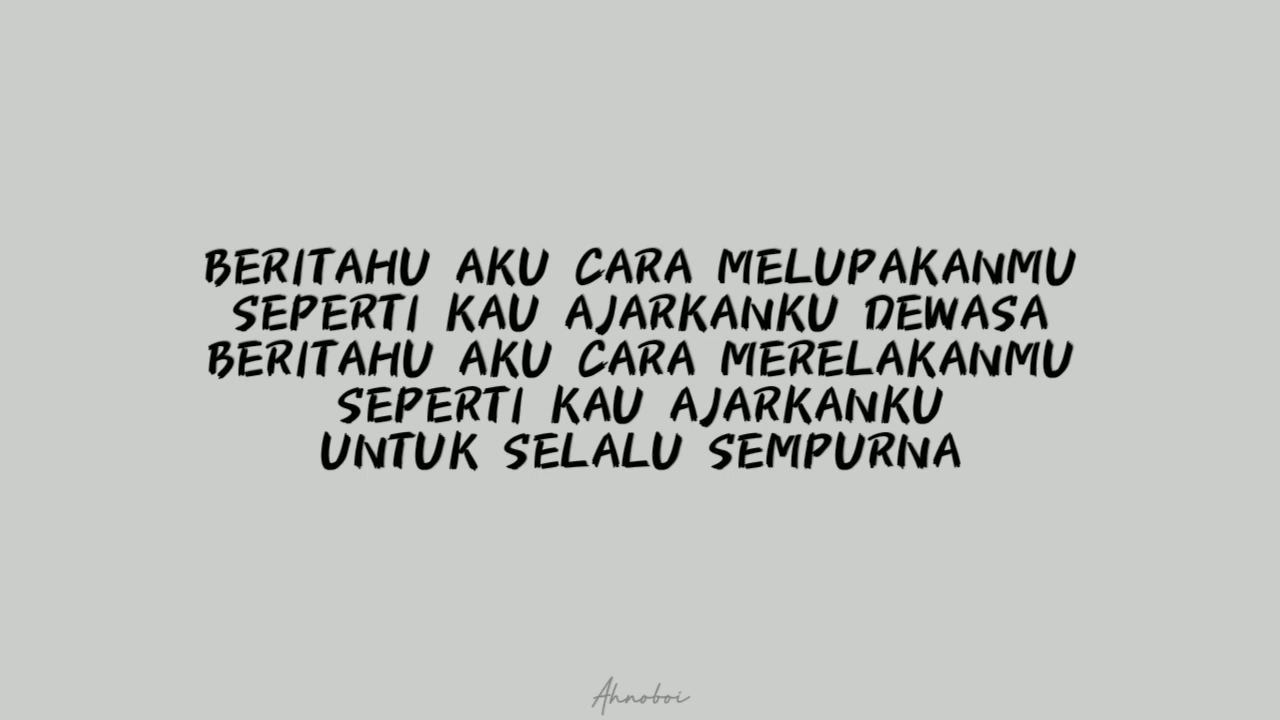 BERITAHU AKU CARA MELUPAKANMU
SEPERTI KAU AJARKANKU DEWASA
BERITAHU AKU CARA MERELAKANMU
SEPERTI KAU AJARKANKU
UNTUK SELALU SEMPURNA
Ahnoboi